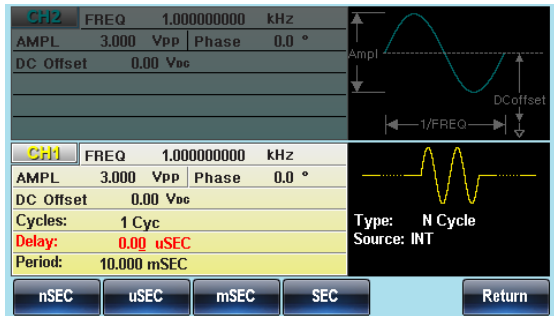 CH2 FREQ 1.000000000 kHz
AMPL 3.000 VPP Phase 0.0 °
DC Offset 0.00 VDC
Ampl
DCoffset
1/FREQ
CH1 FREQ 1.000000000 kHz
AMPL 3.000 VPP Phase 0.0 °
DC Offset 0.00 VDC
Cycles: 1 Cyc
Delay: 0.00 uSEC
Period: 10.000 mSEC
Type: N Cycle
Source: INT
nSEC uSEC mSEC SEC Return